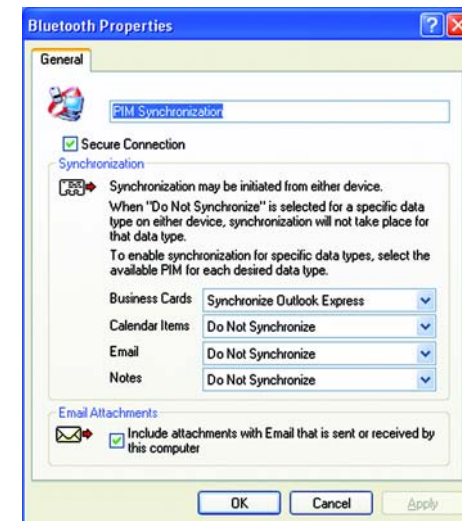 Bluetooth Properties
General
PIM Synchronization
Secure Connection
Synchronization
Synchronization may be initiated from either device.
When "Do Not Synchronize" is selected for a specific data
type on either device, synchronization will not take place for
that data type.
To enable synchronization for specific data types, select the
available PIM for each desired data type.
Business Cards Synchronize Outlook Express
Calendar Items Do Not Synchronize
Email Do Not Synchronize
Notes Do Not Synchronize
Email Attachments
Include attachments with Email that is sent or received by
this computer
OK Cancel Apply